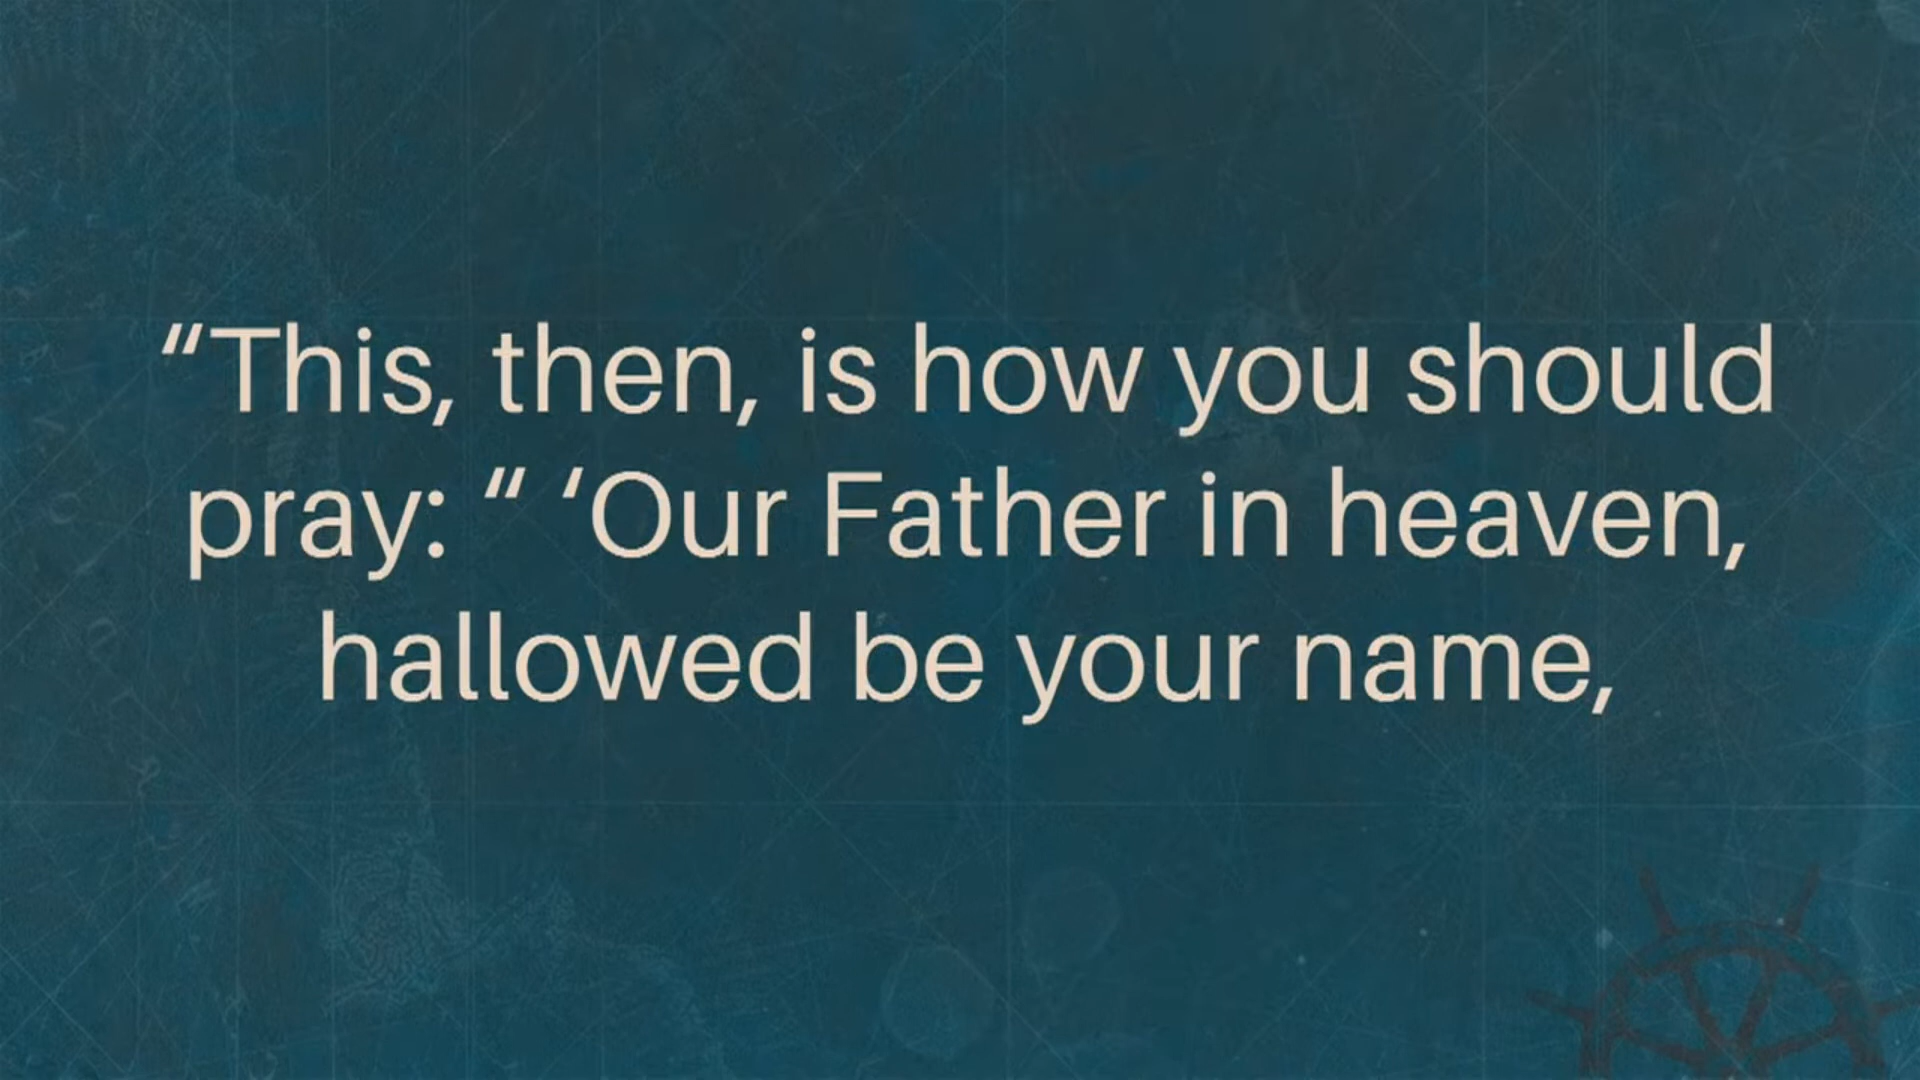 “This, then, is how you should
pray: “ ‘Our Father in heaven,
hallowed be your name,